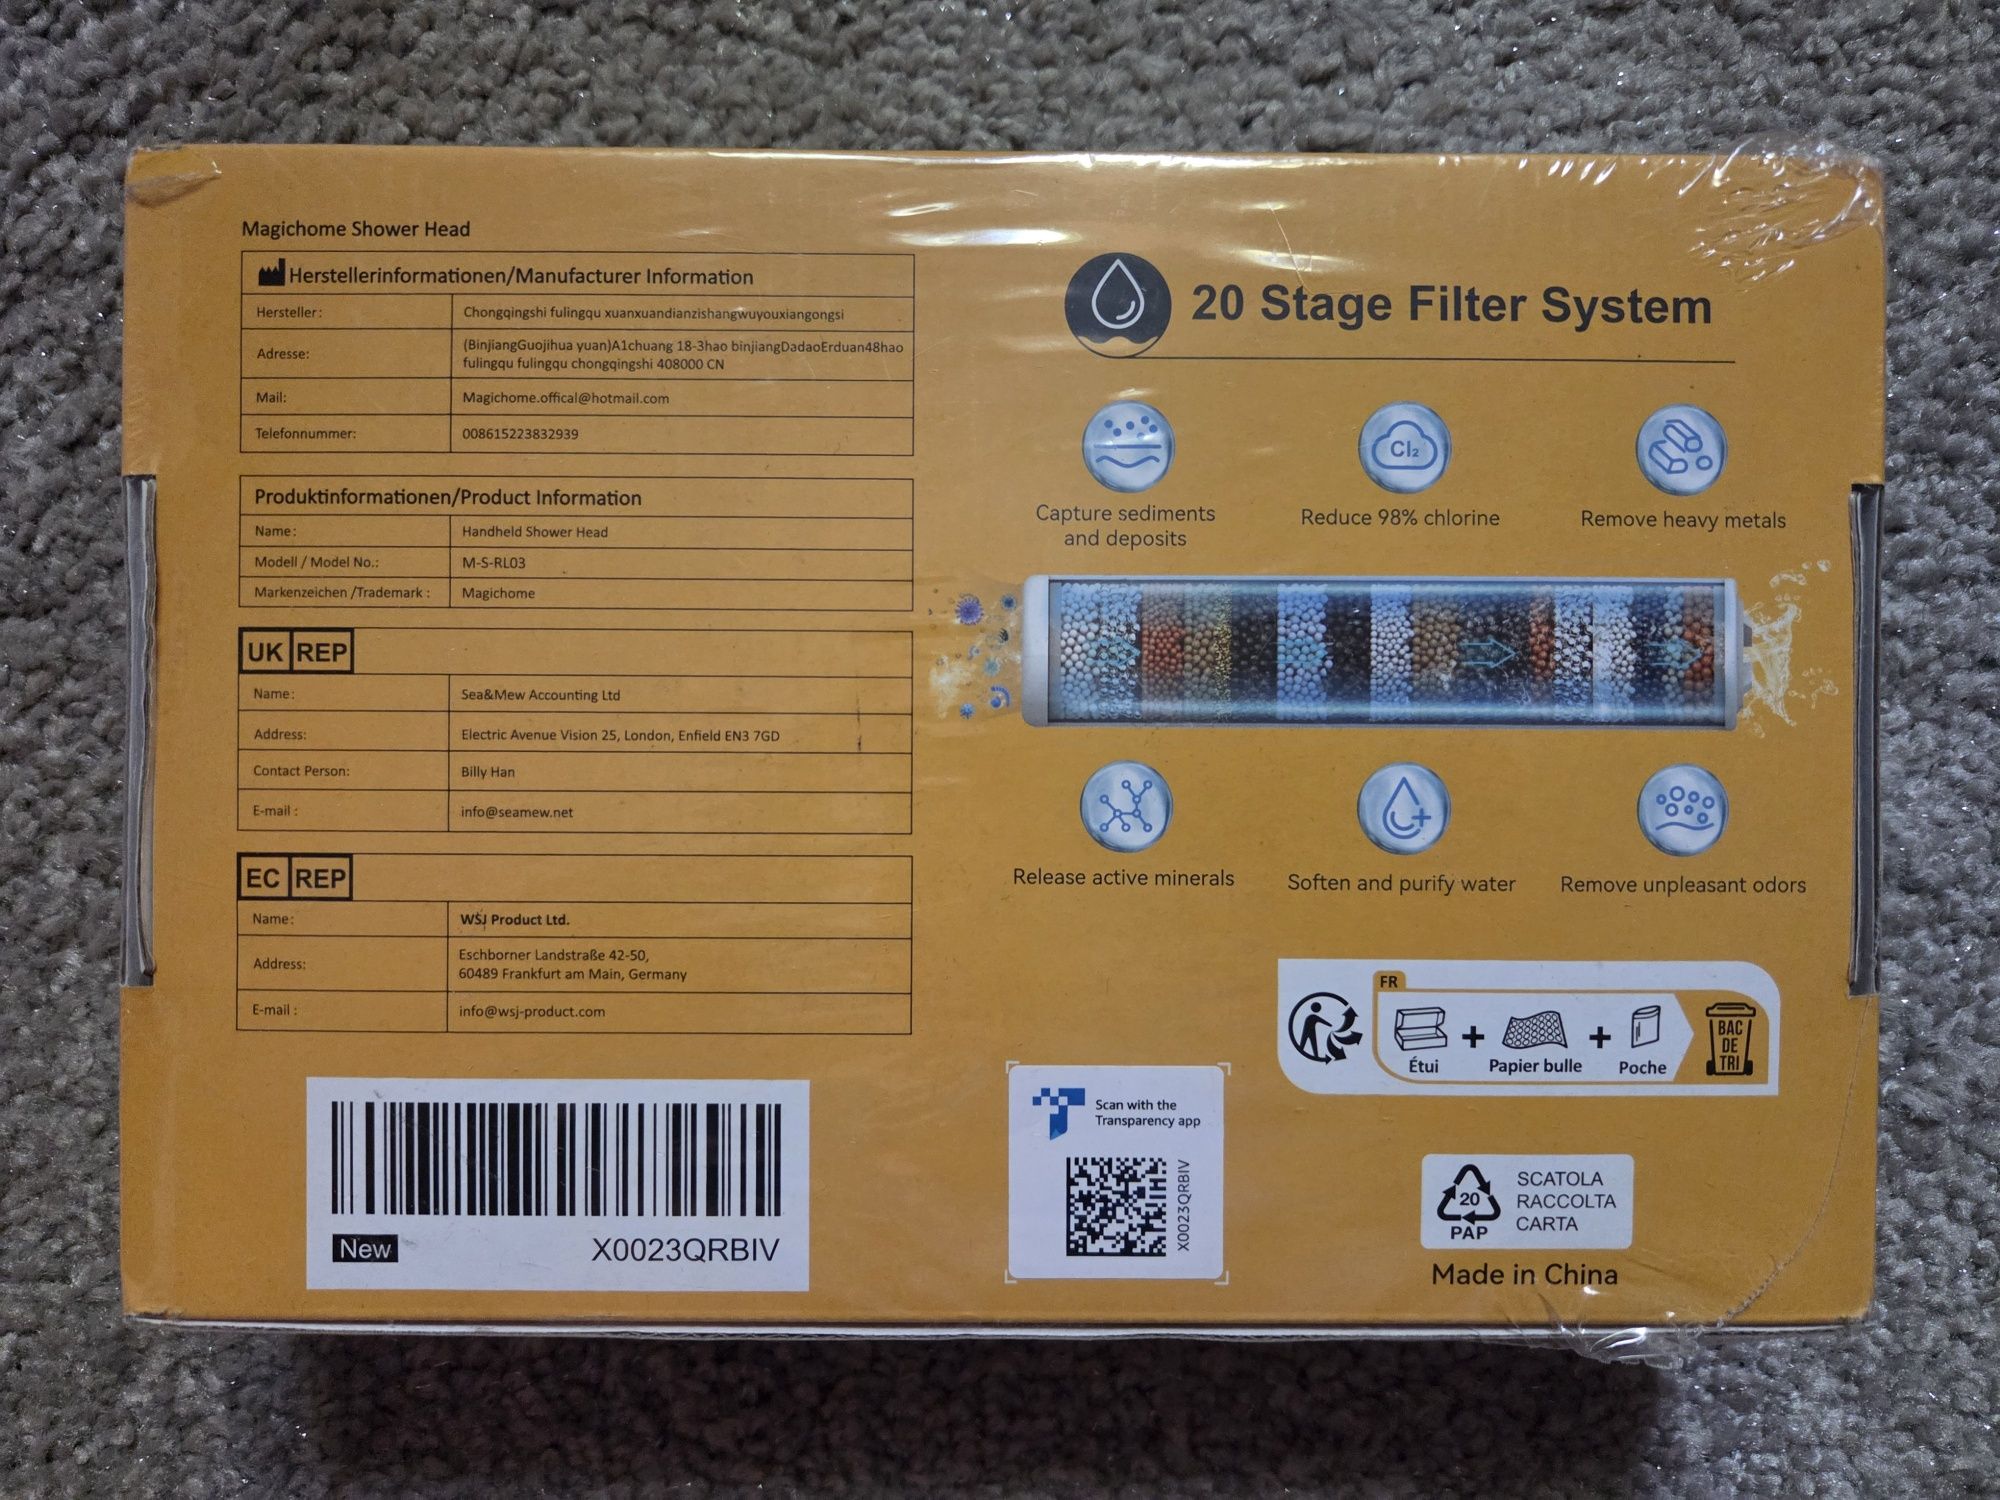 Magichome Shower Head
Herstellerinformationen/Manufacturer Information
Hersteller: Chongqingshi fulingqu xuanxuandianzishangwuyouxiangongsi
Adresse: (BinjiangGuojihua yuan)A1chuang 18-3hao binjiangDadaoErduan48hao
fulingqu fulingqu chongqingshi 408000 CN
Mail: Magichome.offical@hotmail.com
Telefonnummer: 008615223832939
Produktinformationen/Product Information
Name: Handheld Shower Head
Modell / Model No.: M-S-RL03
Markenzeichen /Trademark : Magichome
UK REP
Name: Sea&Mew Accounting Ltd
Address: Electric Avenue Vision 25, London, Enfield EN3 7GD
Contact Person: Billy Han
E-mail : info@seamew.net
EC REP
Name: WSJ Product Ltd.
Address: Eschborner Landstraße 42-50,
60489 Frankfurt am Main, Germany
E-mail : info@wsj-product.com
New X0023QRBIV
20 Stage Filter System
Capture sediments
and deposits
Cl₂
Reduce 98% chlorine
Remove heavy metals
Release active minerals
Soften and purify water
Remove unpleasant odors
FR
Étui + Papier bulle + Poche
BAC
DE
TRI
Scan with the
Transparency app
X0023QRBIV
20
PAP
SCATOLA
RACCOLTA
CARTA
Made in China